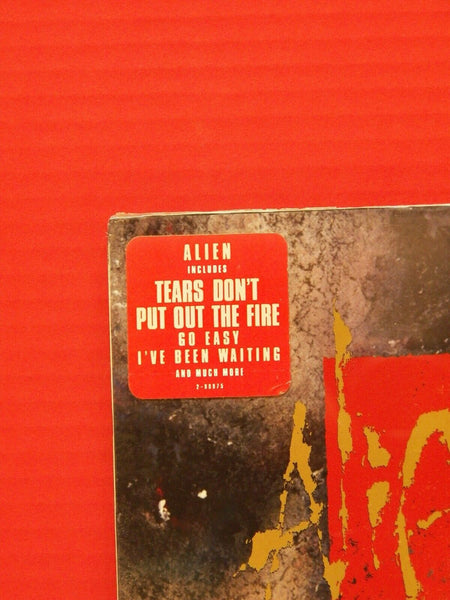 ALIEN
INCLUDES
TEARS DON'T
PUT OUT THE FIRE
GO EASY
I'VE BEEN WAITING
AND MUCH MORE